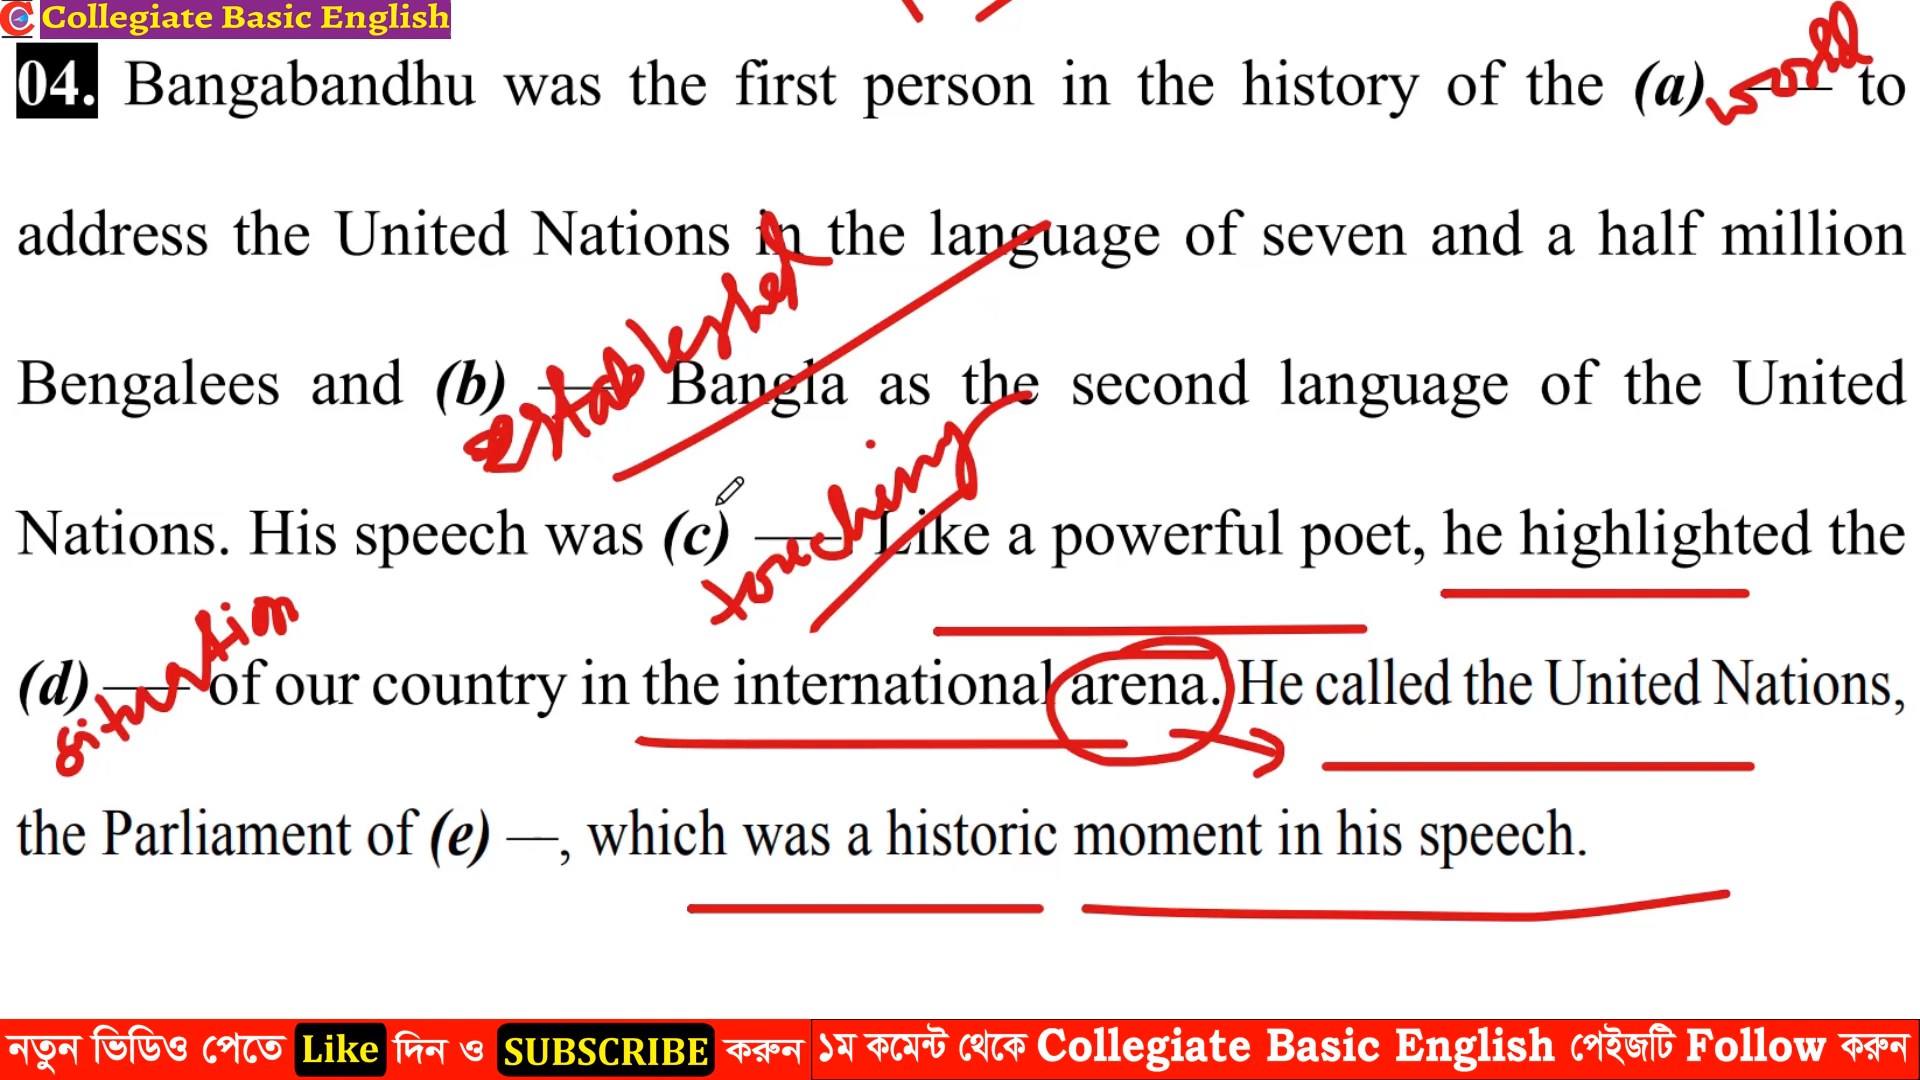 Collegiate Basic English
04. Bangabandhu was the first person in the history of the (a) — world to
address the United Nations in the language of seven and a half million
established
Bengalees and (b) — Bangla as the second language of the United
Nations. His speech was (c) —. Like a powerful poet, he highlighted the
touching
situation
(d) — of our country in the international arena. He called the United Nations,
the Parliament of (e) —, which was a historic moment in his speech.
নতুন ভিডিও পেতে Like দিন ও SUBSCRIBE করুন ১ম কমেন্ট থেকে Collegiate Basic English পেইজটি Follow করুন